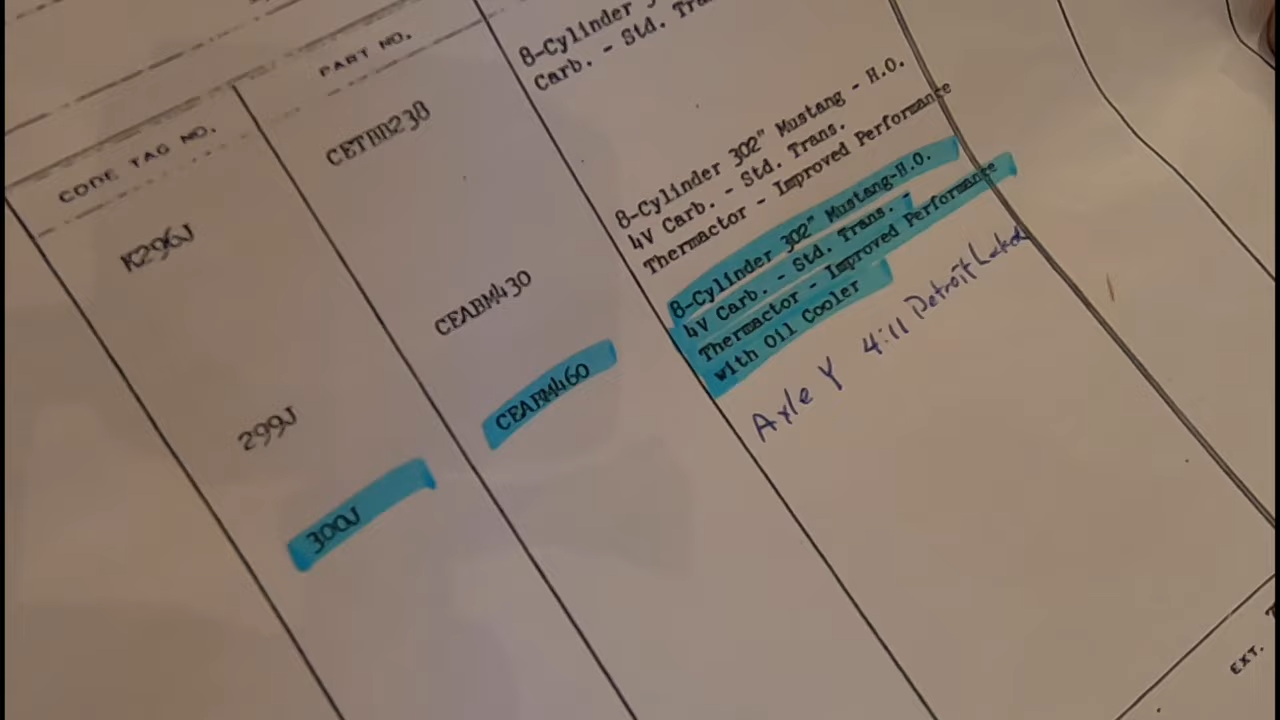 CODE TAG NO.
PART NO.
8-Cylinder
Carb. - Std.
K296J
CETBB238
299J
CEABM430
8-Cylinder 302" Mustang - H.O.
4V Carb. - Std. Trans.
Thermactor - Improved Performance
300J
CEABM460
8-Cylinder 302" Mustang-H.O.
4V Carb. - Std. Trans. -
Thermactor - Improved Performance
with Oil Cooler
Axle Y 4:11 Detroit
EXT.